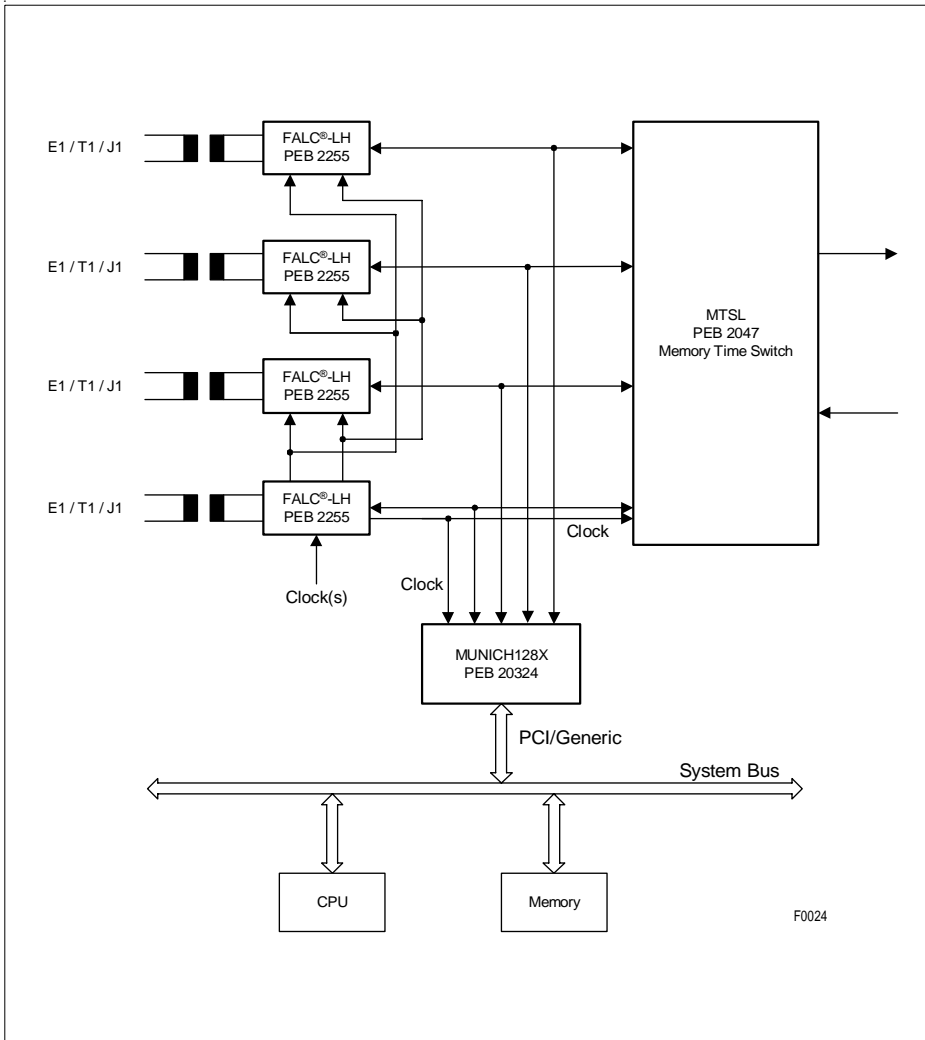 E1 / T1 / J1
FALC®-LH
PEB 2255
E1 / T1 / J1
FALC®-LH
PEB 2255
MTSL
PEB 2047
Memory Time Switch
E1 / T1 / J1
FALC®-LH
PEB 2255
E1 / T1 / J1
FALC®-LH
PEB 2255
Clock
Clock
Clock(s)
MUNICH128X
PEB 20324
PCI/Generic
System Bus
CPU
Memory
F0024